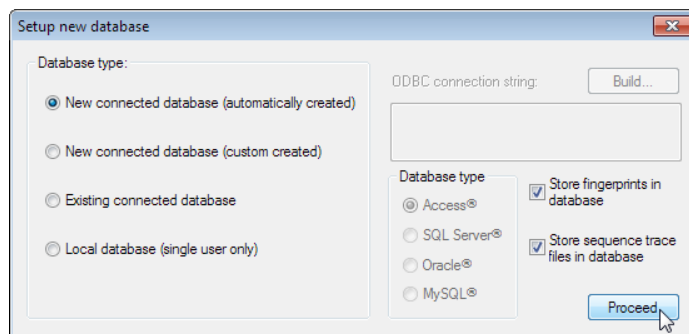 Setup new database
Database type:
New connected database (automatically created)
New connected database (custom created)
Existing connected database
Local database (single user only)
ODBC connection string:
Build...
Database type
Access®
SQL Server®
Oracle®
MySQL®
Store fingerprints in
database
Store sequence trace
files in database
Proceed